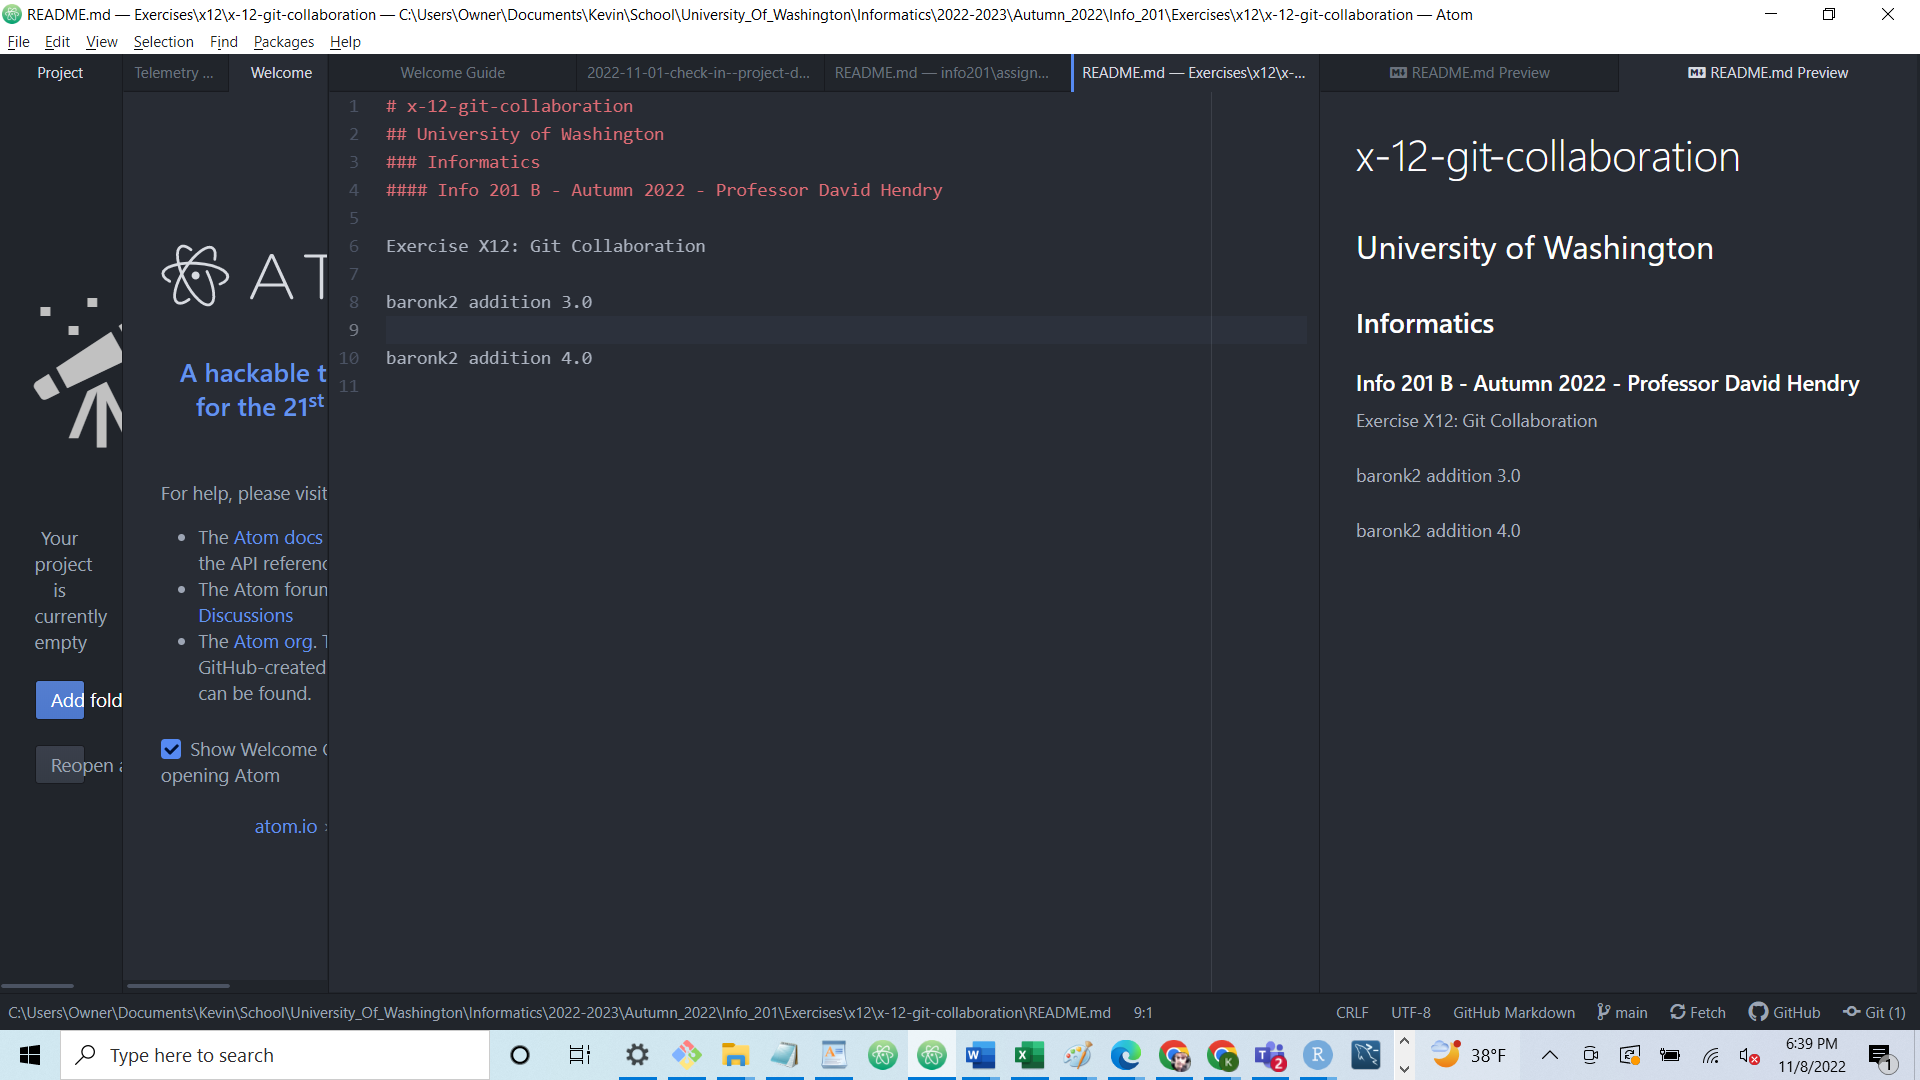 README.md — Exercises\x12\x-12-git-collaboration — C:\Users\Owner\Documents\Kevin\School\University_Of_Washington\Informatics\2022-2023\Autumn_2022\Info_201\Exercises\x12\x-12-git-collaboration — Atom
File Edit View Selection Find Packages Help
Project
Telemetry ... Welcome
Welcome Guide 2022-11-01-check-in--project-d... README.md — info201\assign... README.md — Exercises\x12\x-...
README.md Preview README.md Preview
Your
project
is
currently
empty
Add fold
Reopen a
AT
A hackable t
for the 21st
For help, please visit
The Atom docs
the API referenc
The Atom forum
Discussions
The Atom org. T
GitHub-created
can be found.
Show Welcome G
opening Atom
atom.io ×
1 # x-12-git-collaboration
2 ## University of Washington
3 ### Informatics
4 #### Info 201 B - Autumn 2022 - Professor David Hendry
5
6 Exercise X12: Git Collaboration
7
8 baronk2 addition 3.0
9
10 baronk2 addition 4.0
11
x-12-git-collaboration
University of Washington
Informatics
Info 201 B - Autumn 2022 - Professor David Hendry
Exercise X12: Git Collaboration
baronk2 addition 3.0
baronk2 addition 4.0
C:\Users\Owner\Documents\Kevin\School\University_Of_Washington\Informatics\2022-2023\Autumn_2022\Info_201\Exercises\x12\x-12-git-collaboration\README.md 9:1 CRLF UTF-8 GitHub Markdown main Fetch GitHub Git (1)
Type here to search
38°F
6:39 PM
11/8/2022